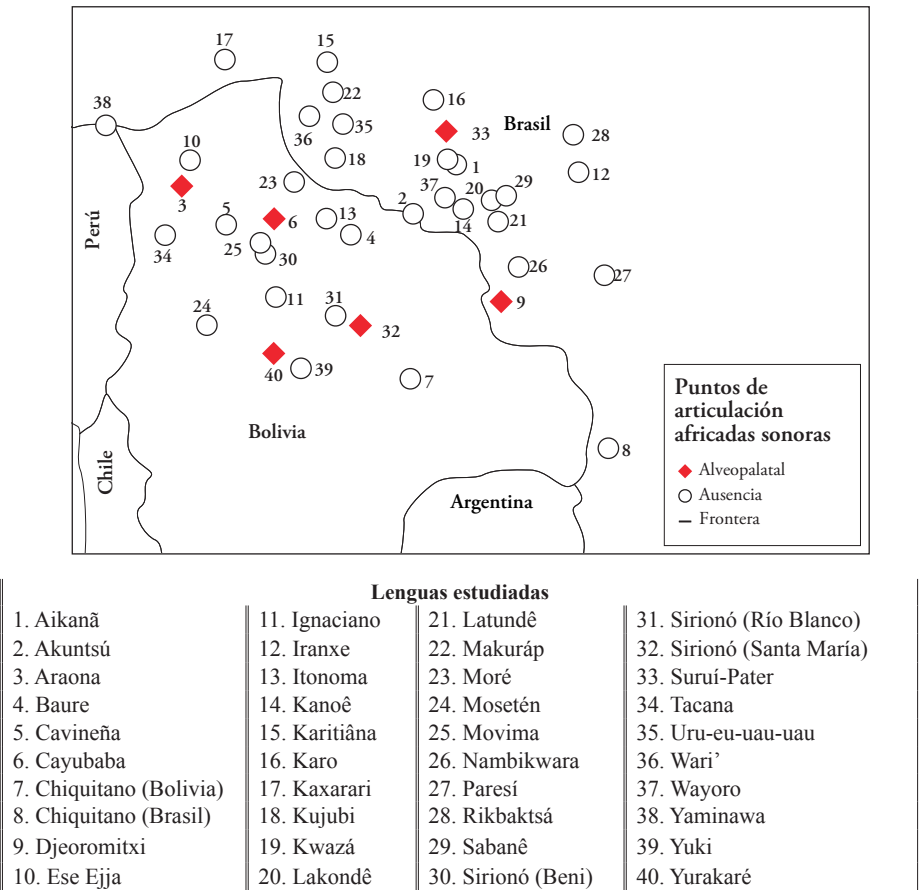 17
15
22
16
38
36
35
Brasil
33
28
10
18
19
1
12
23
37
20
29
3
2
5
6
13
14
21
Perú
34
25
4
30
26
27
11
31
9
24
32
40
39
7
Puntos de
articulación
africadas sonoras
Alveopalatal
Ausencia
Frontera
Bolivia
8
Chile
Argentina
Lenguas estudiadas
1. Aikanã
2. Akuntsú
3. Araona
4. Baure
5. Cavineña
6. Cayubaba
7. Chiquitano (Bolivia)
8. Chiquitano (Brasil)
9. Djeoromitxi
10. Ese Ejja
11. Ignaciano
12. Iranxe
13. Itonoma
14. Kanoê
15. Karitiâna
16. Karo
17. Kaxarari
18. Kujubi
19. Kwazá
20. Lakondê
21. Latundê
22. Makuráp
23. Moré
24. Mosetén
25. Movima
26. Nambikwara
27. Paresí
28. Rikbaktsá
29. Sabanê
30. Sirionó (Beni)
31. Sirionó (Río Blanco)
32. Sirionó (Santa María)
33. Suruí-Pater
34. Tacana
35. Uru-eu-uau-uau
36. Wari’
37. Wayoro
38. Yaminawa
39. Yuki
40. Yurakaré